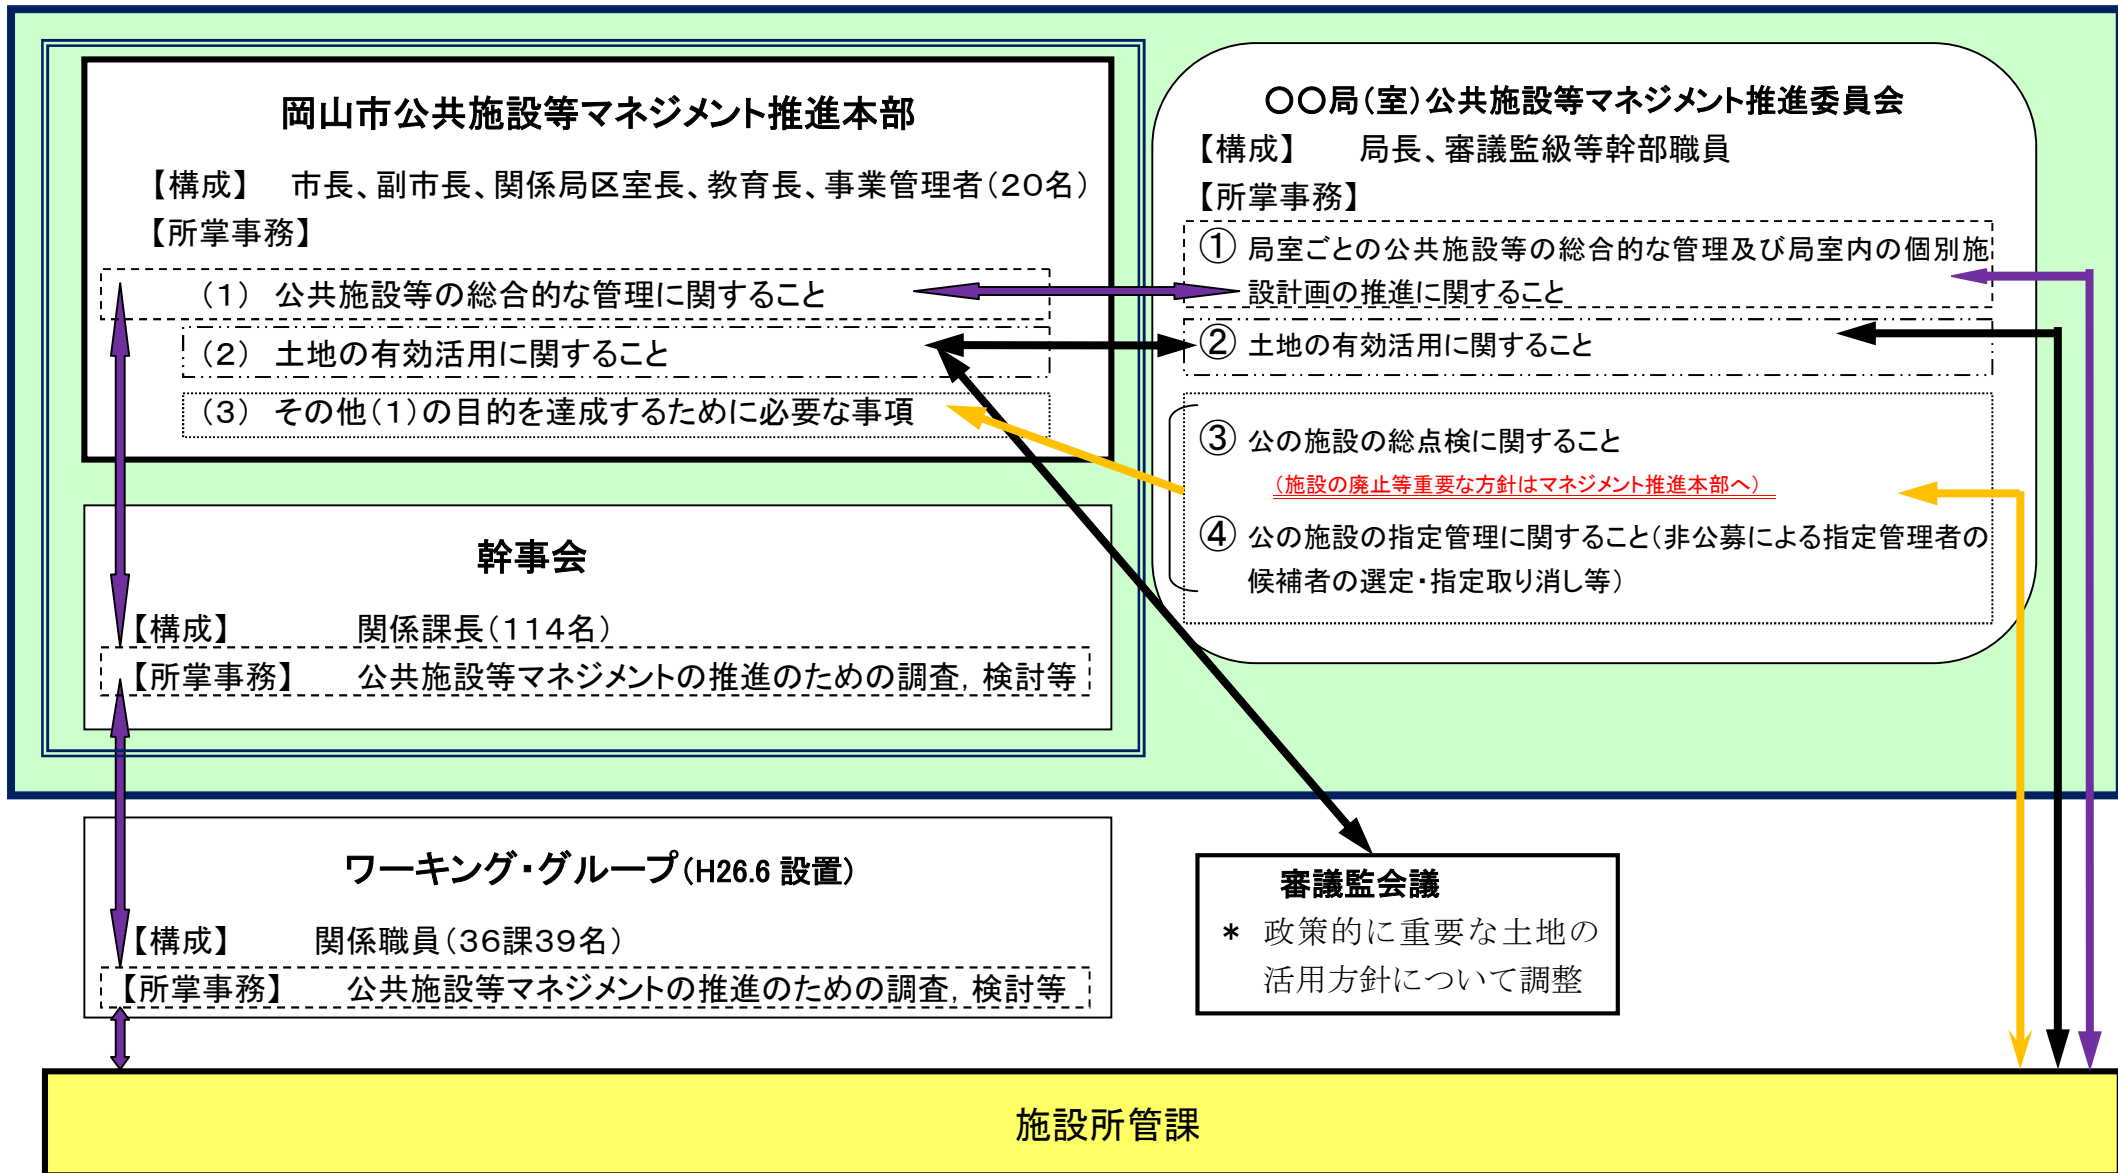 岡山市公共施設等マネジメント推進本部
【構成】 市長、副市長、関係局区室長、教育長、事業管理者（20名）
【所掌事務】
（1） 公共施設等の総合的な管理に関すること
（2） 土地の有効活用に関すること
（3） その他（1）の目的を達成するために必要な事項
幹事会
【構成】 関係課長（114名）
【所掌事務】 公共施設等マネジメントの推進のための調査, 検討等
〇〇局（室）公共施設等マネジメント推進委員会
【構成】 局長、審議監級等幹部職員
【所掌事務】
① 局室ごとの公共施設等の総合的な管理及び局室内の個別施
設計画の推進に関すること
② 土地の有効活用に関すること
③ 公の施設の総点検に関すること
（施設の廃止等重要な方針はマネジメント推進本部へ）
④ 公の施設の指定管理に関すること（非公募による指定管理者の
候補者の選定・指定取り消し等）
ワーキング・グループ（H26.6 設置）
【構成】 関係職員（36課39名）
【所掌事務】 公共施設等マネジメントの推進のための調査, 検討等
審議監会議
* 政策的に重要な土地の
活用方針について調整
施設所管課